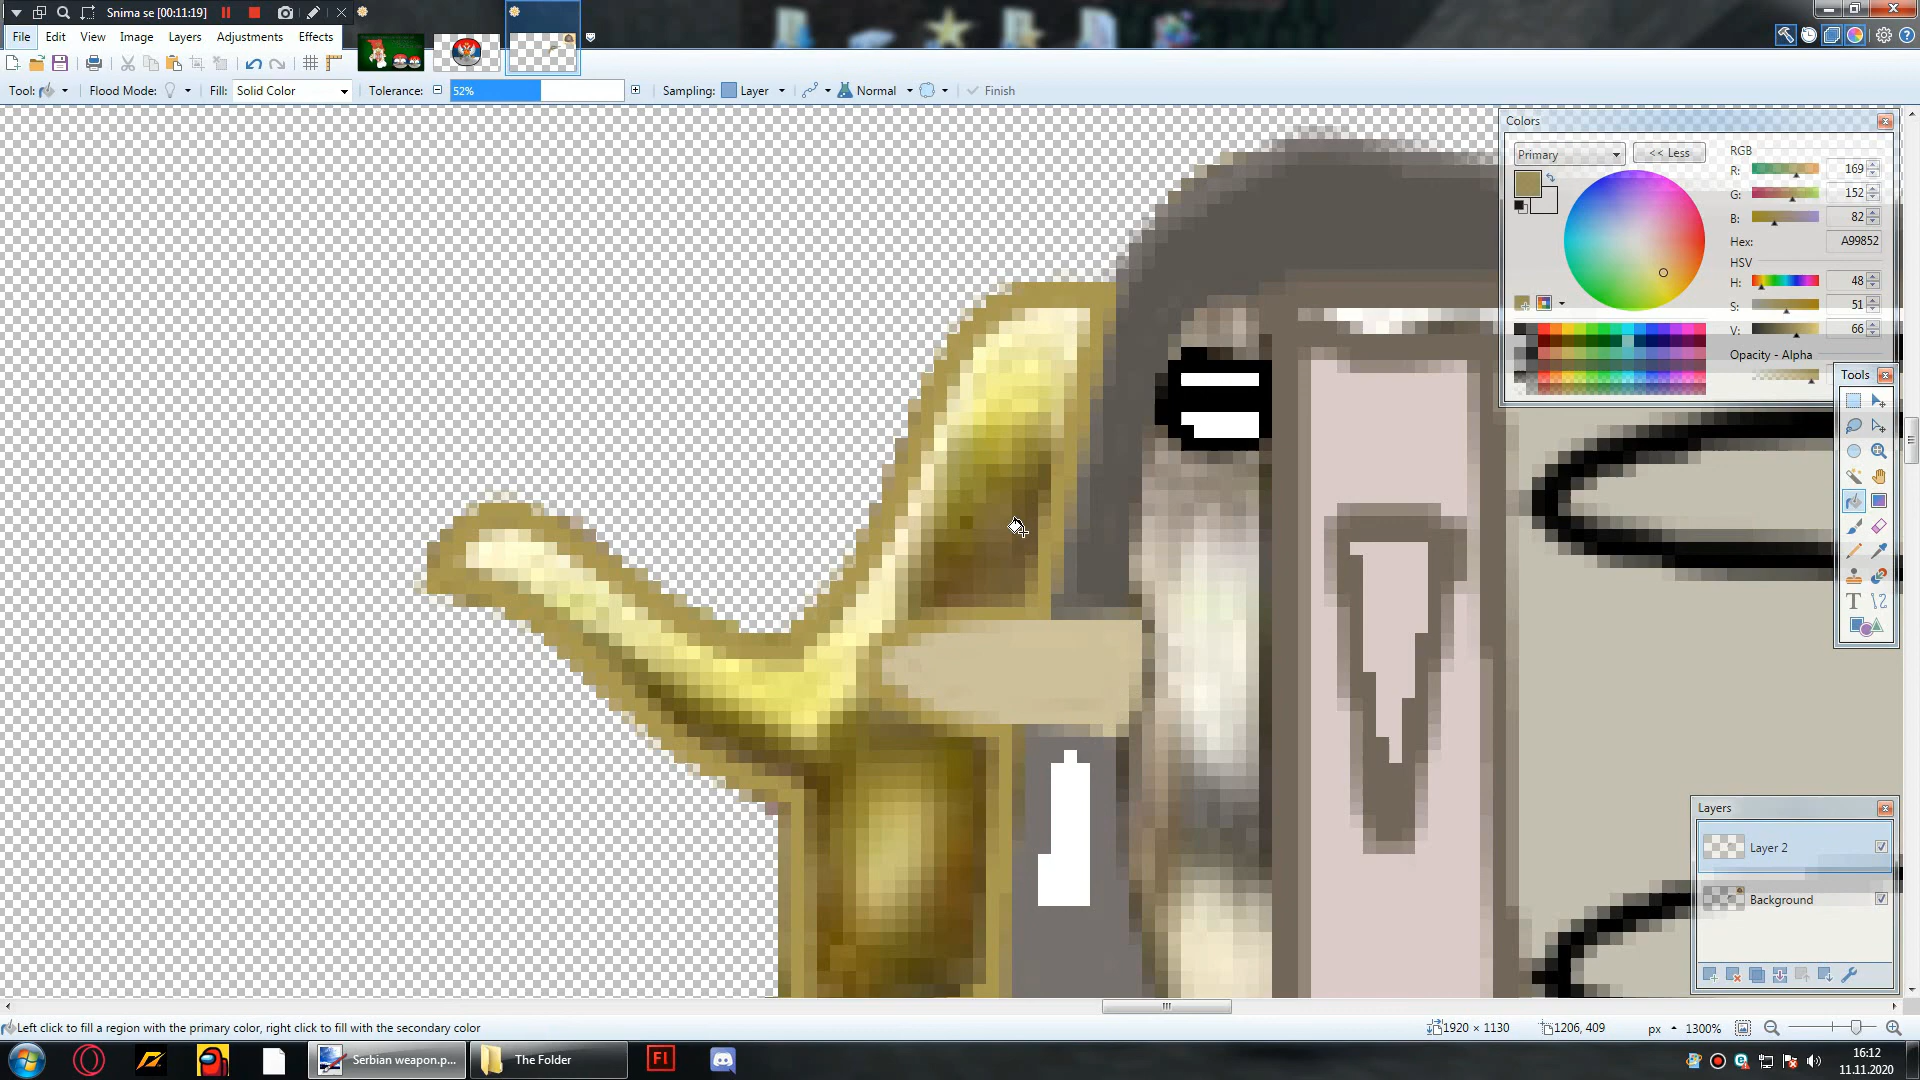 Snima se [00:11:19]
File Edit View Image Layers Adjustments Effects
Tool: Flood Mode: Fill: Solid Color Tolerance: 52% Sampling: Layer Normal Finish
Colors
Primary << Less
RGB
R: 169
G: 152
B: 82
Hex: A99852
HSV
H: 48
S: 51
V: 66
Opacity - Alpha
Tools
Layers
Layer 2
Background
Left click to fill a region with the primary color, right click to fill with the secondary color
1920 × 1130 1206, 409 px 1300%
Serbian weapon.p... The Folder Fl
16:12
11.11.2020